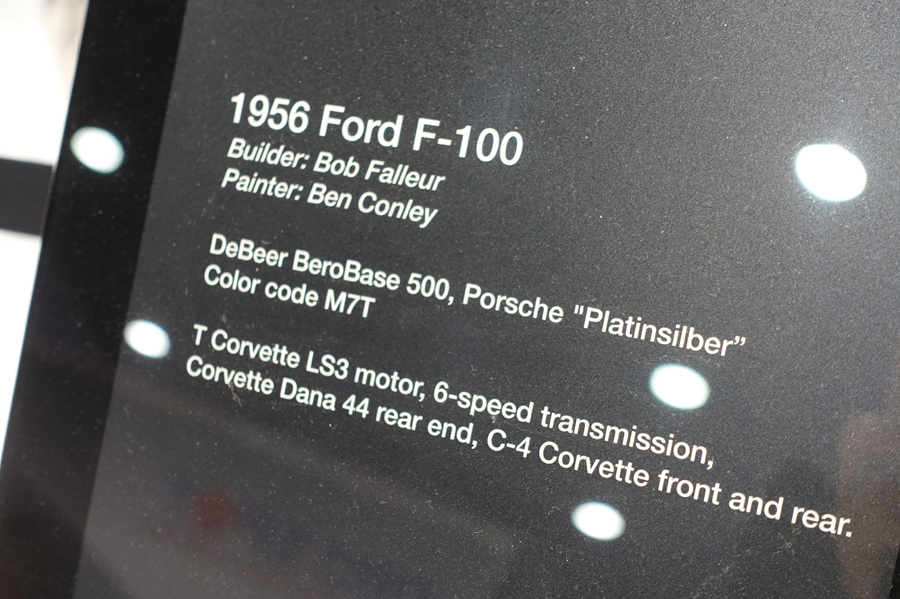 1956 Ford F-100
Builder: Bob Falleur
Painter: Ben Conley
DeBeer BeroBase 500, Porsche "Platinsilber”
Color code M7T
T Corvette LS3 motor, 6-speed transmission,
Corvette Dana 44 rear end, C-4 Corvette front and rear.